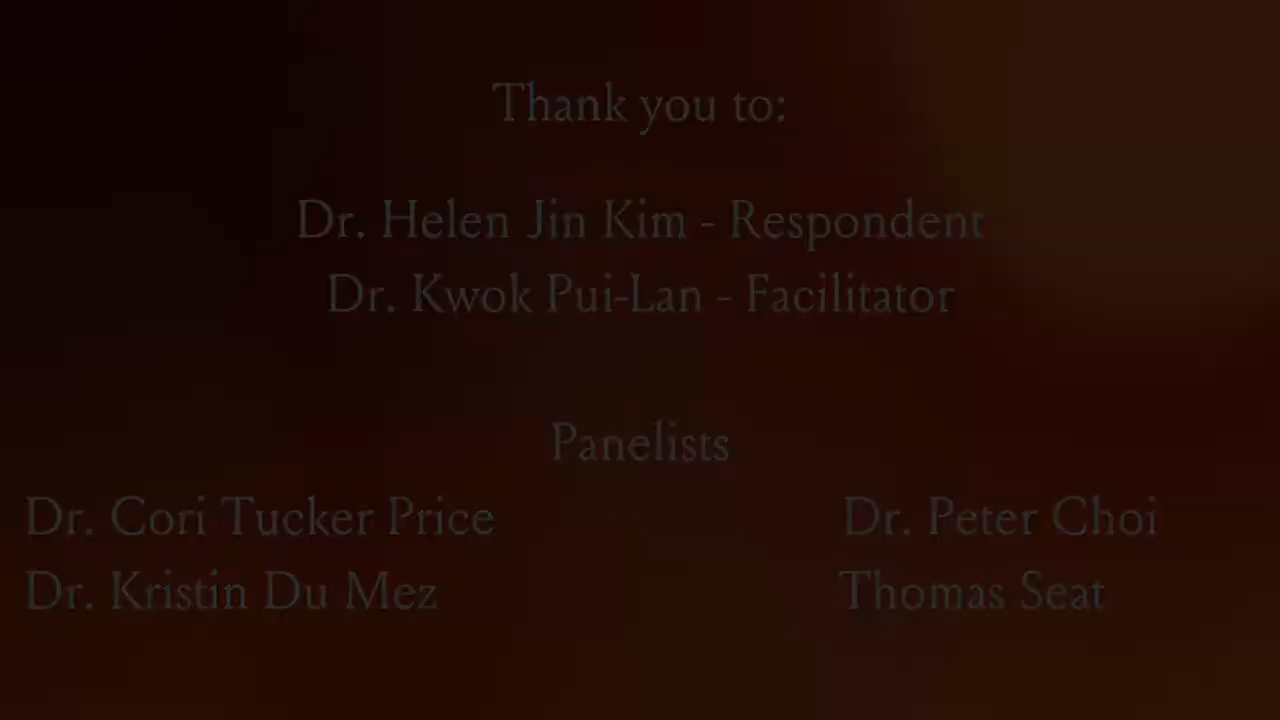 Thank you to:
Dr. Helen Jin Kim - Respondent
Dr. Kwok Pui-Lan - Facilitator
Panelists
Dr. Cori Tucker Price
Dr. Peter Choi
Dr. Kristin Du Mez
Thomas Seat